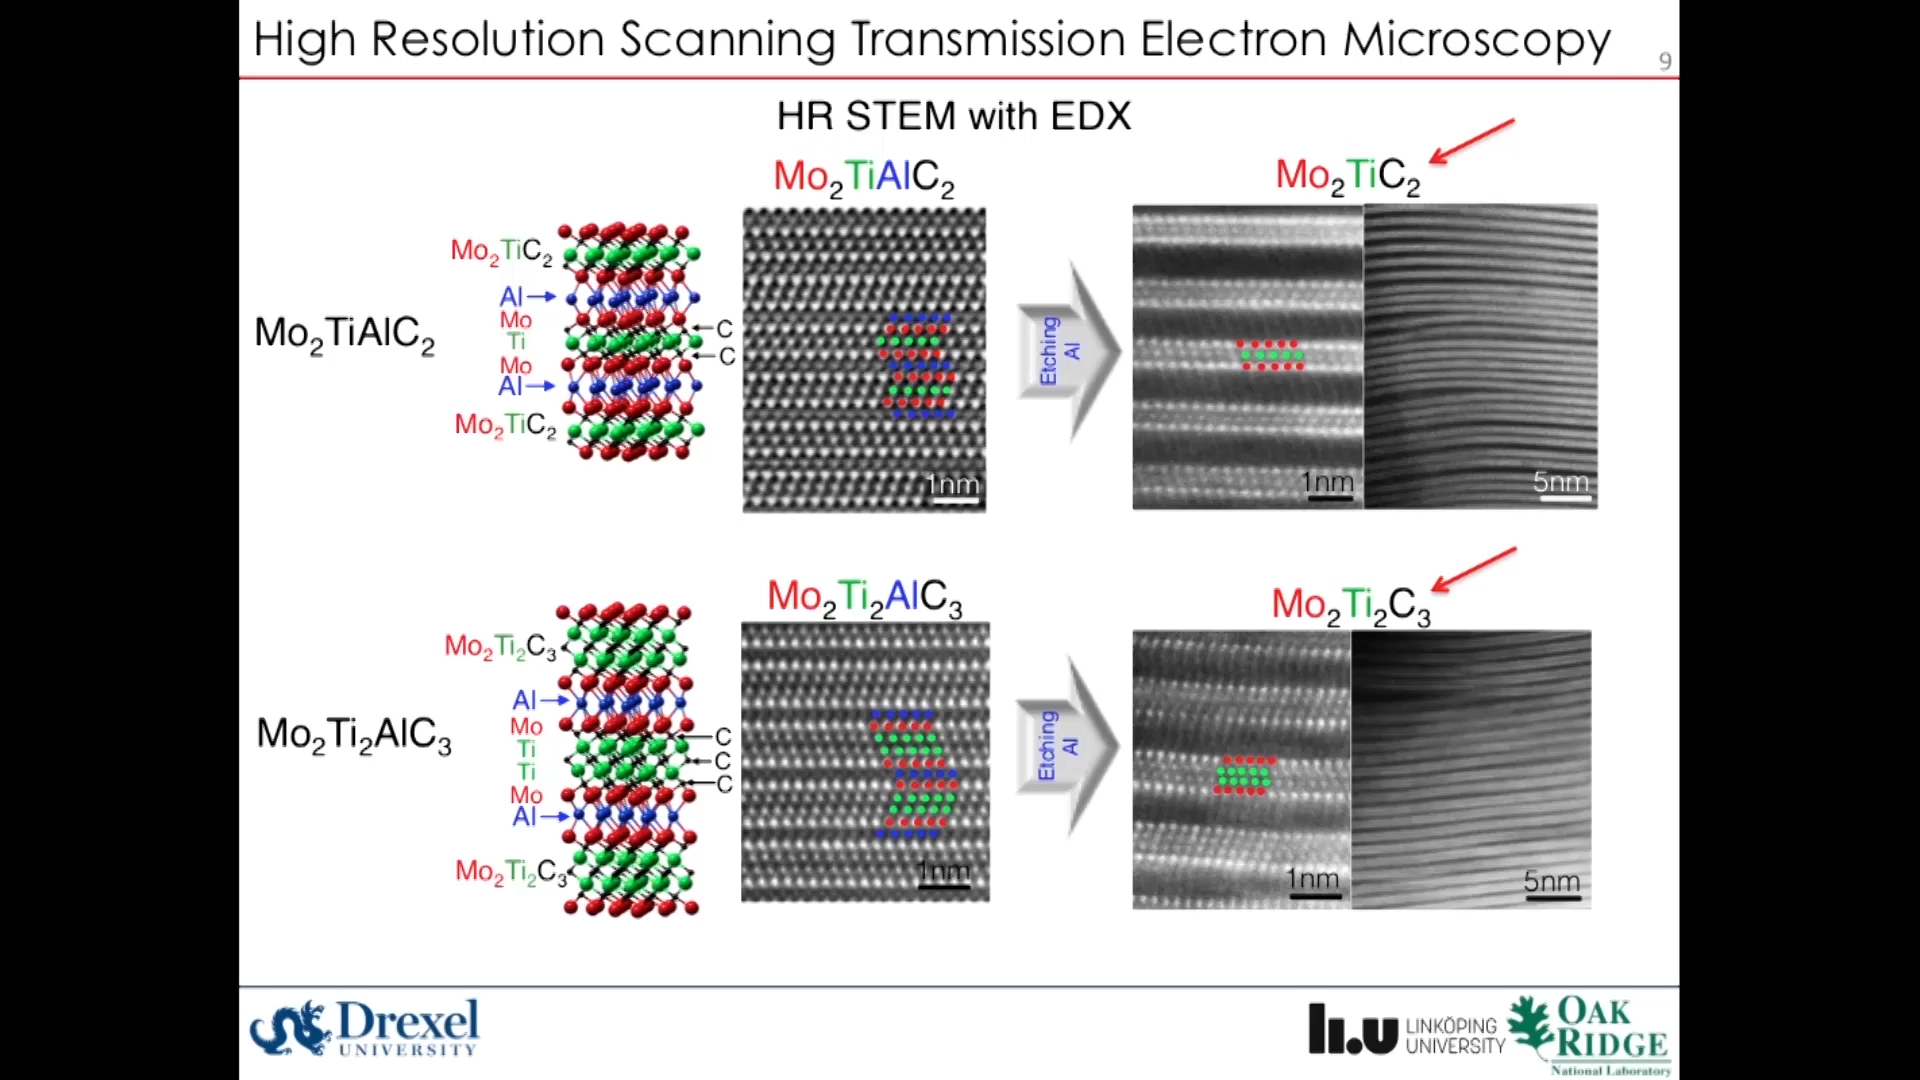 High Resolution Scanning Transmission Electron Microscopy
9
HR STEM with EDX
Mo₂TiAlC₂
Mo₂TiC₂
Mo₂TiAlC₂
Mo₂TiC₂
Al
Mo
Ti
Mo
Al
Mo₂TiC₂
C
C
1nm
Etching
Al
1nm
5nm
Mo₂Ti₂AlC₃
Mo₂Ti₂C₃
Mo₂Ti₂AlC₃
Mo₂Ti₂C₃
Al
Mo
Ti
Ti
Mo
Al
Mo₂Ti₂C₃
C
C
C
1nm
Etching
Al
1nm
5nm
Drexel
UNIVERSITY
LI.U
LINKÖPING
UNIVERSITY
OAK
RIDGE
National Laboratory